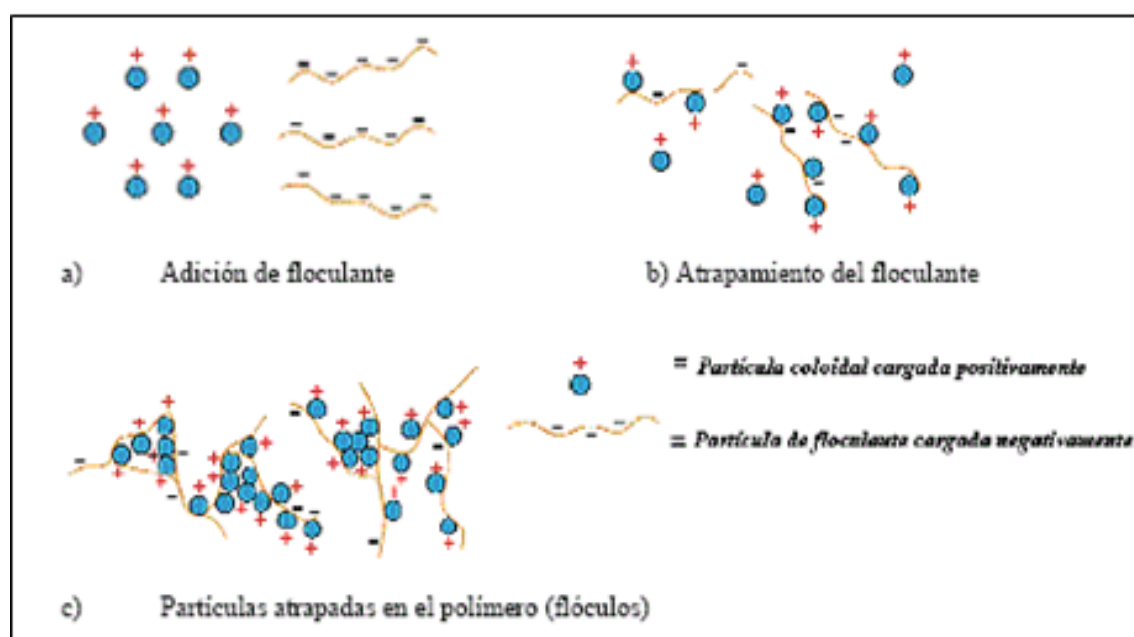 a) Adición de floculante
b) Atrapamiento del floculante
= Partícula coloidal cargada positivamente
= Partícula de floculante cargada negativamente
c) Partículas atrapadas en el polímero (flóculos)